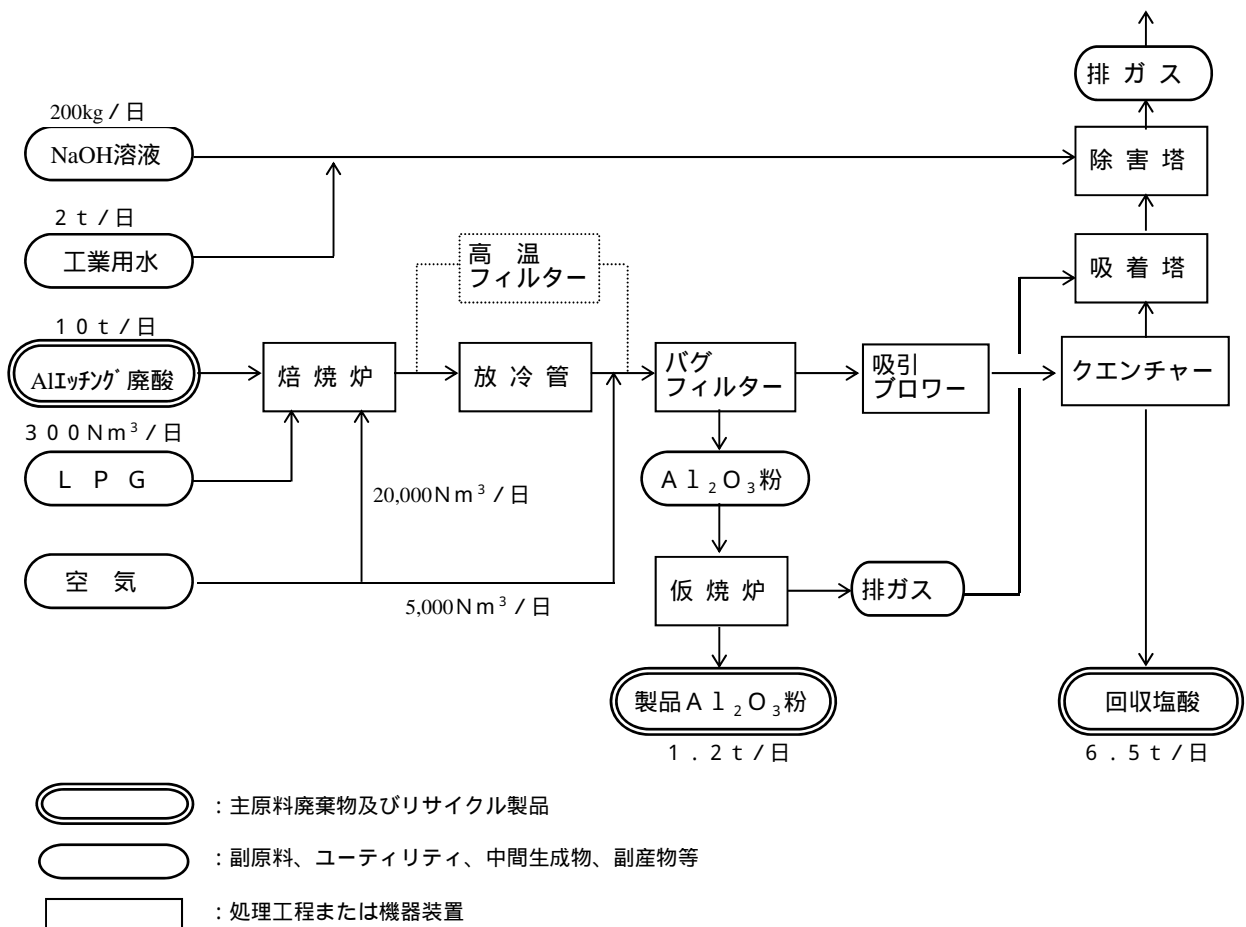 排 ガ ス
200kg / 日
NaOH溶液
除 害 塔
2 t / 日
工業用水
高　温
フィルター
吸 着 塔
1 0 t / 日
Alエッチング 廃酸
焙 焼 炉
放 冷 管
バグ
フィルター
吸引
ブロワー
クエンチャー
3 0 0 N m ³ / 日
L P G
A l ₂ O ₃ 粉
20,000 N m ³ / 日
空　気
5,000 N m ³ / 日
仮 焼 炉
排ガス
製品 A l ₂ O ₃ 粉
回収塩酸
1 . 2 t / 日
6 . 5 t / 日
: 主原料廃棄物及びリサイクル製品
: 副原料、ユーティリティ、中間生成物、副産物等
: 処理工程または機器装置